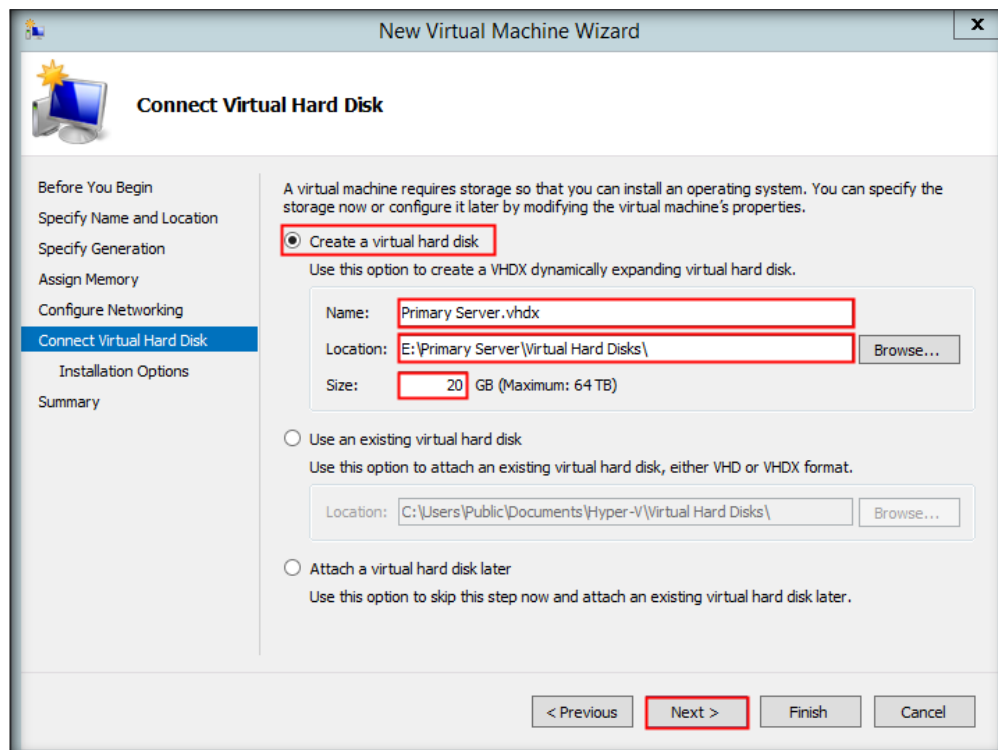 New Virtual Machine Wizard
x
Connect Virtual Hard Disk
Before You Begin
Specify Name and Location
Specify Generation
Assign Memory
Configure Networking
Connect Virtual Hard Disk
Installation Options
Summary
A virtual machine requires storage so that you can install an operating system. You can specify the
storage now or configure it later by modifying the virtual machine's properties.
Create a virtual hard disk
Use this option to create a VHDX dynamically expanding virtual hard disk.
Name: Primary Server.vhdx
Location: E:\Primary Server\Virtual Hard Disks\ Browse...
Size: 20 GB (Maximum: 64 TB)
Use an existing virtual hard disk
Use this option to attach an existing virtual hard disk, either VHD or VHDX format.
Location: C:\Users\Public\Documents\Hyper-V\Virtual Hard Disks\ Browse...
Attach a virtual hard disk later
Use this option to skip this step now and attach an existing virtual hard disk later.
< Previous Next > Finish Cancel